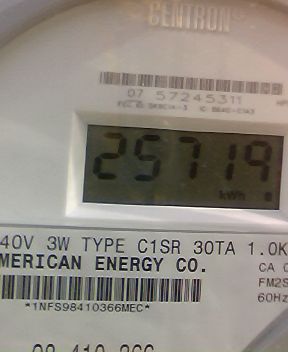 CENTRON
07 57245311
25719
kWh
40V 3W TYPE C1SR 30TA 1.0K
MERICAN ENERGY CO.
CA 0
FM2S
60Hz
*1NFS98410366MEC*